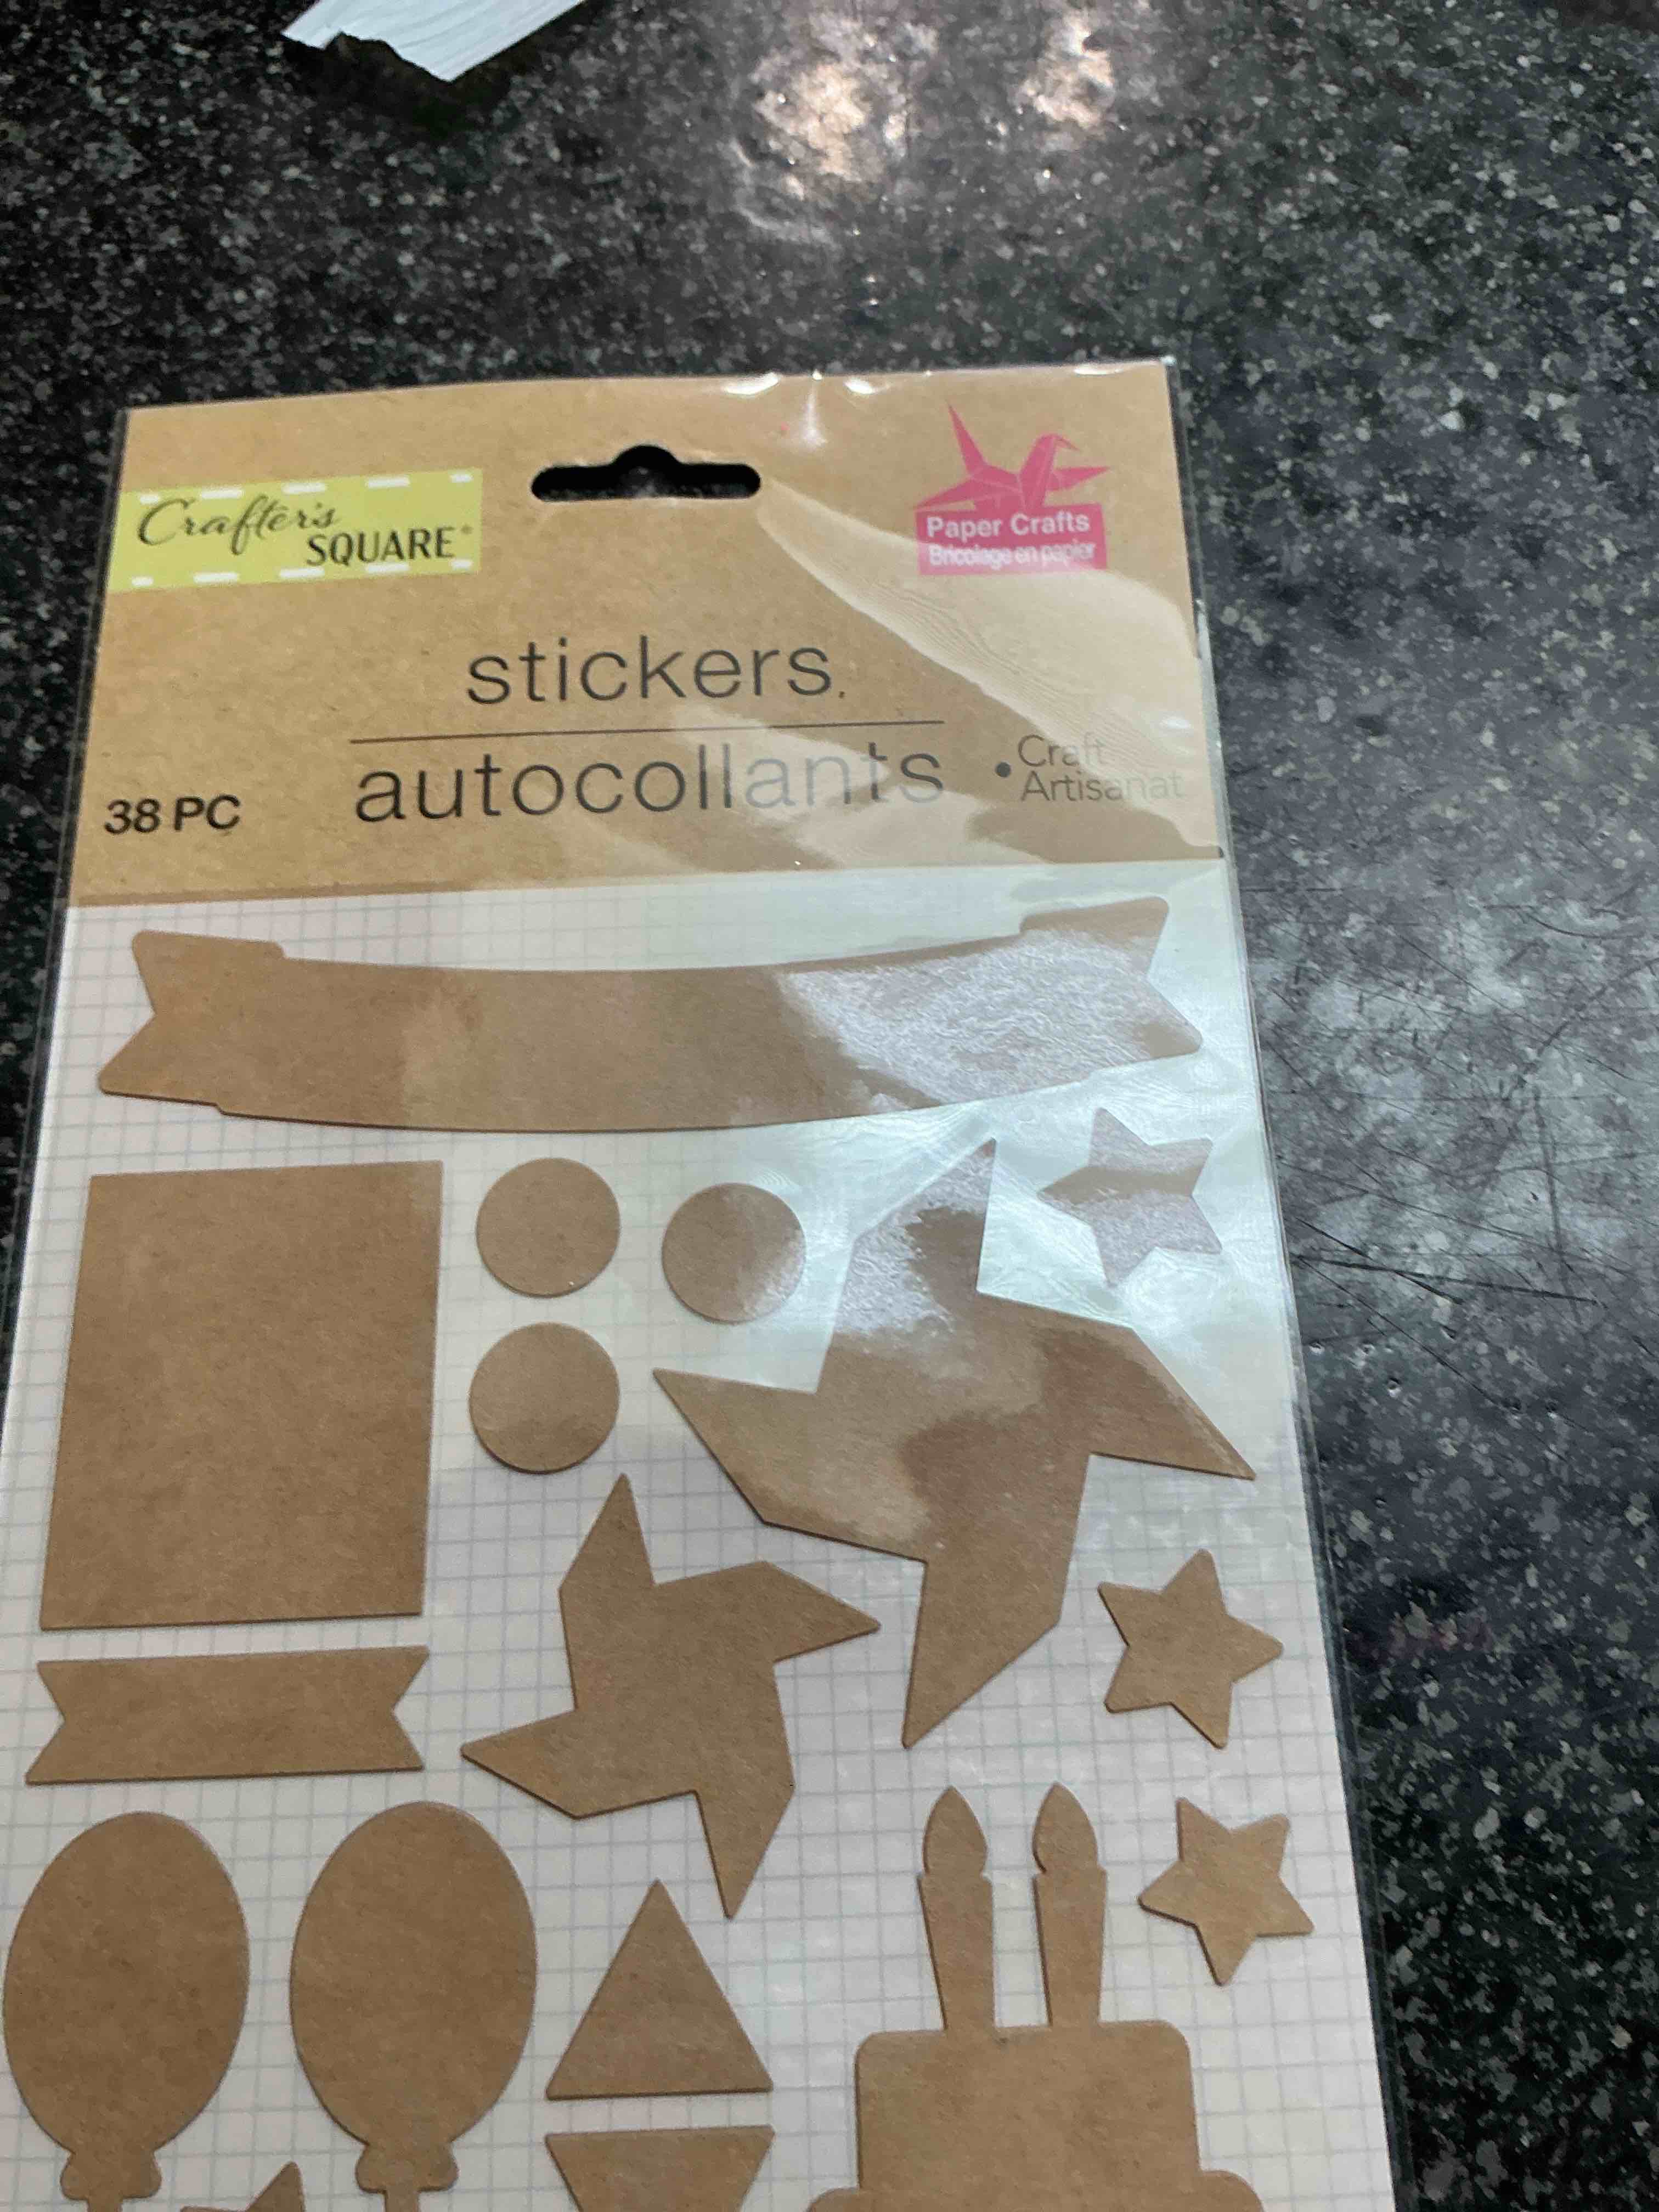 Crafter's
SQUARE®
Paper Crafts
Bricolage en papier
stickers
autocollants
• Craft
Artisanat
38 PC